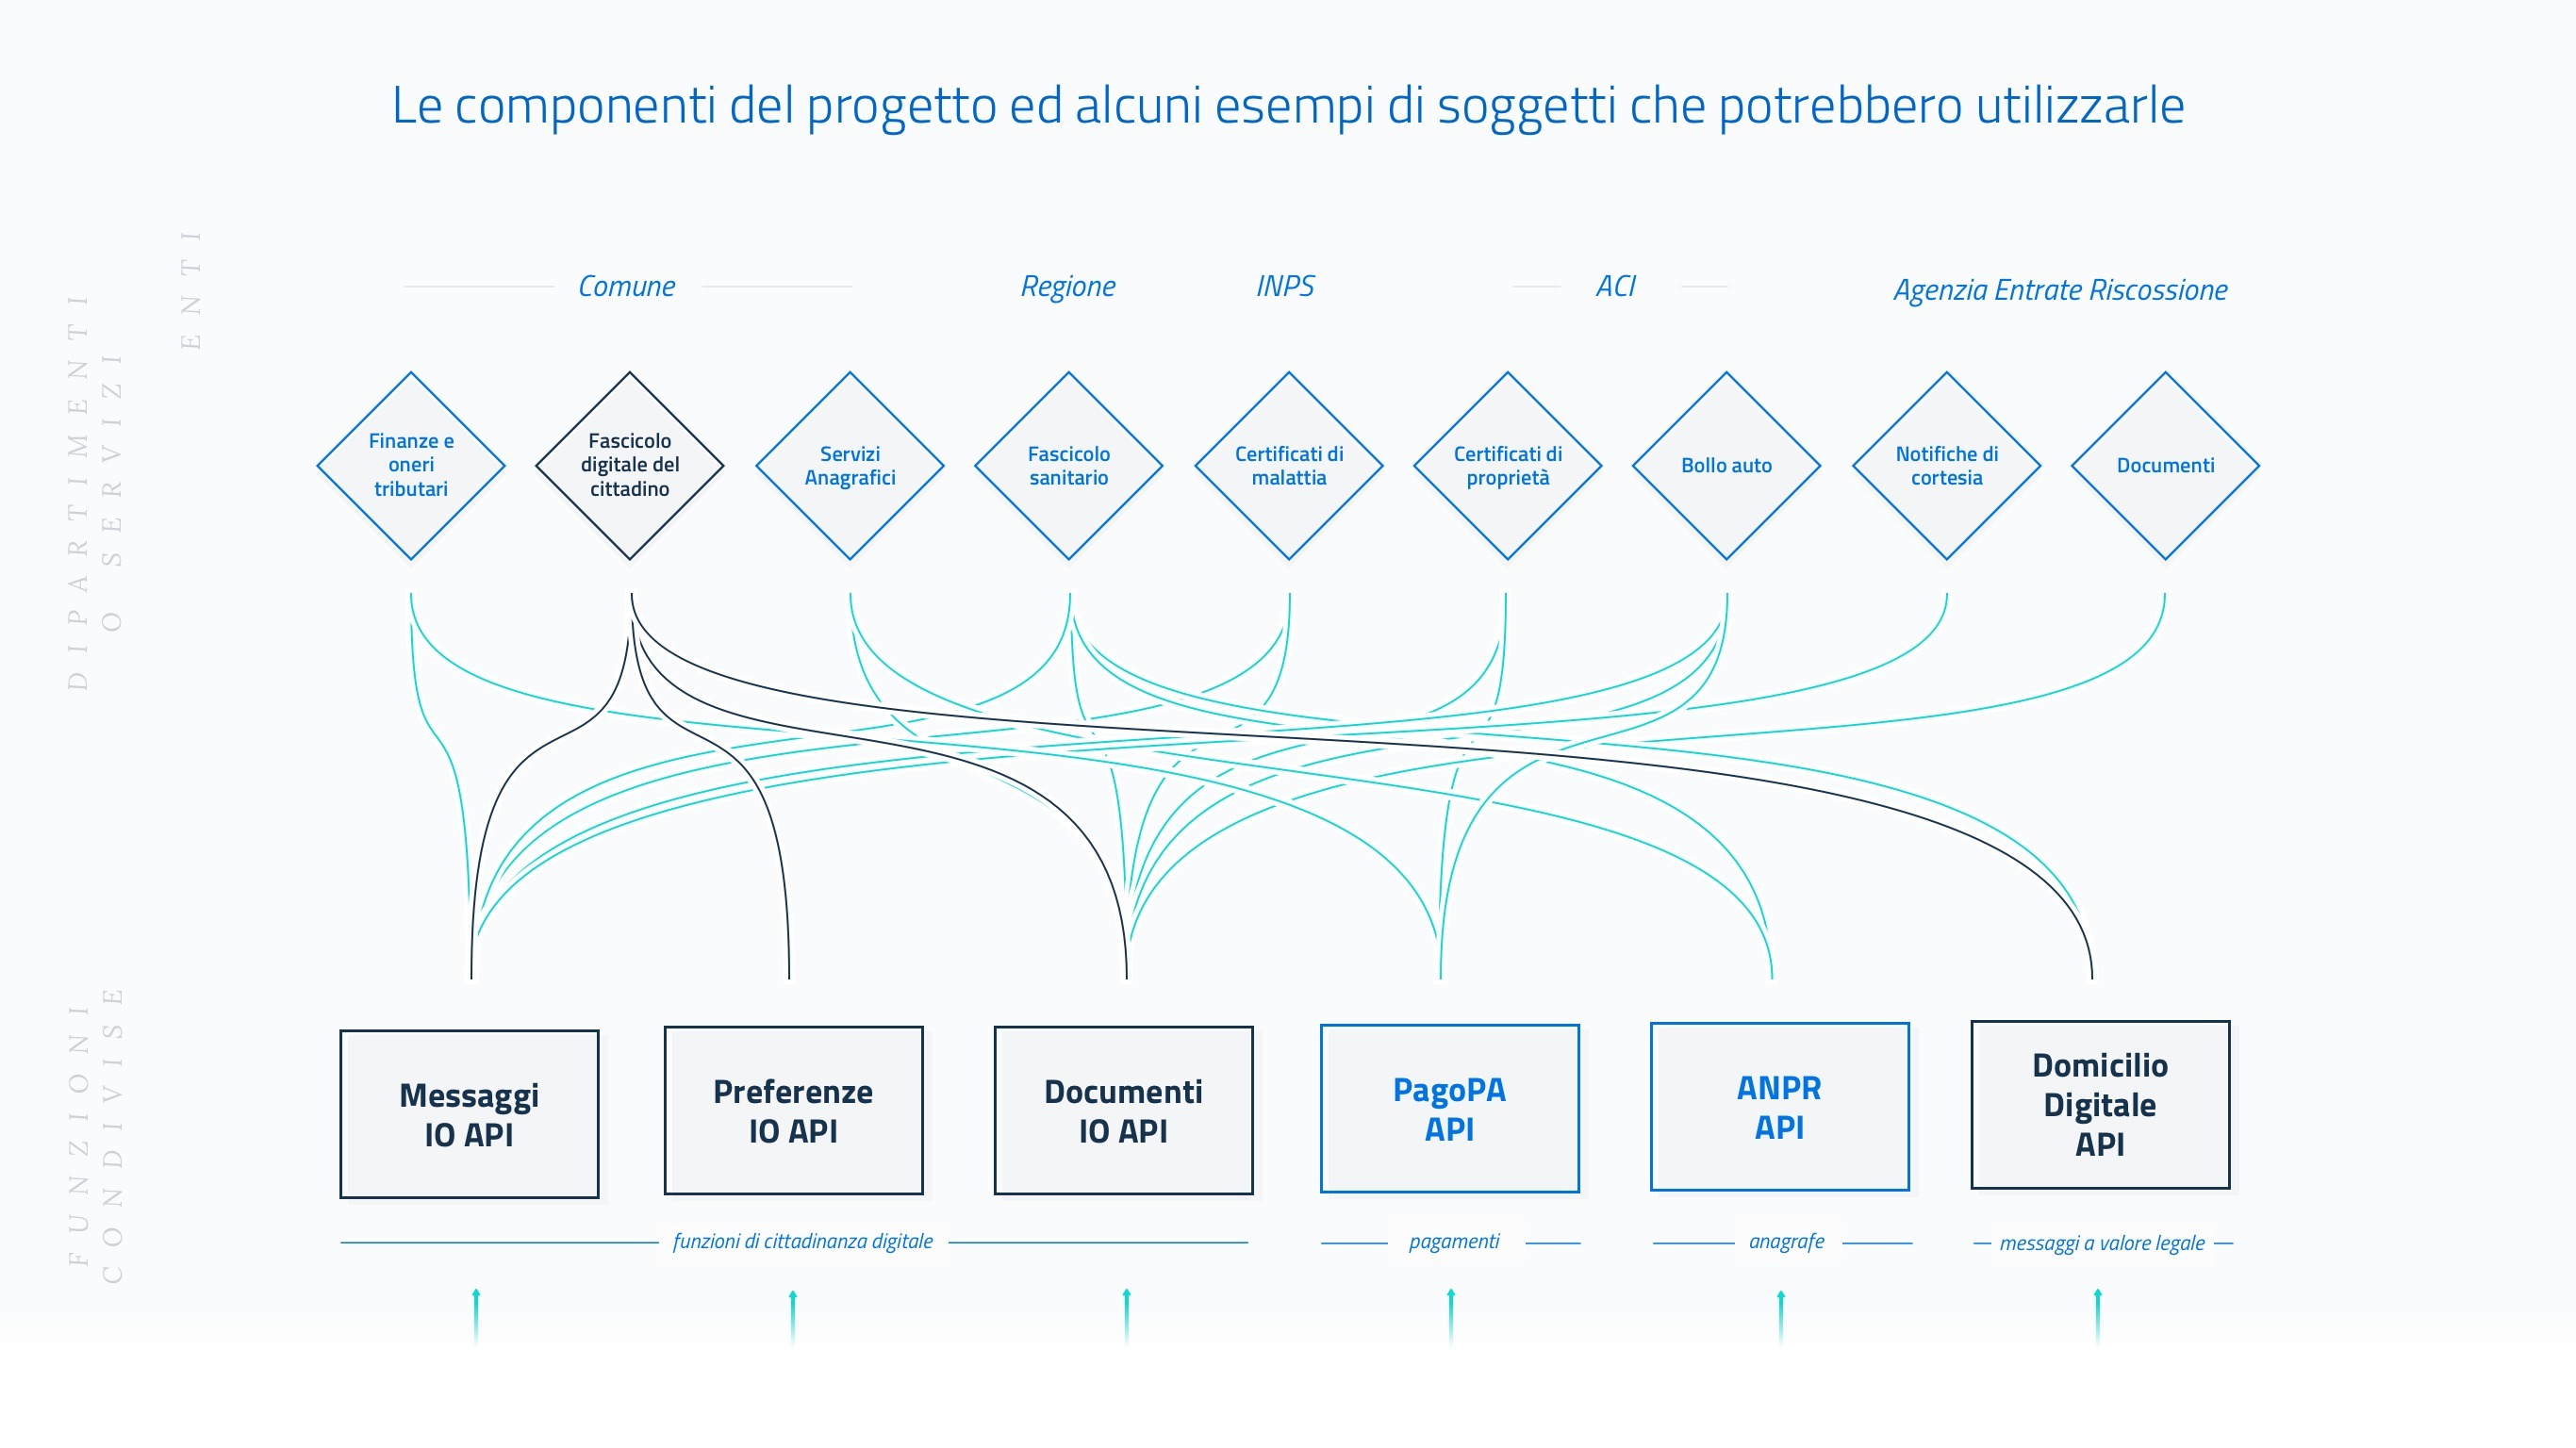 Le componenti del progetto ed alcuni esempi di soggetti che potrebbero utilizzarle
ENTI
Comune
Regione
INPS
ACI
Agenzia Entrate Riscossione
DIPARTIMENTI
O SERVIZI
Finanze e
oneri
tributari
Fascicolo
digitale del
cittadino
Servizi
Anagrafici
Fascicolo
sanitario
Certificati di
malattia
Certificati di
proprietà
Bollo auto
Notifiche di
cortesia
Documenti
FUNZIONI
CONDIVISE
Messaggi
IO API
Preferenze
IO API
Documenti
IO API
PagoPA
API
ANPR
API
Domicilio
Digitale
API
funzioni di cittadinanza digitale
pagamenti
anagrafe
messaggi a valore legale